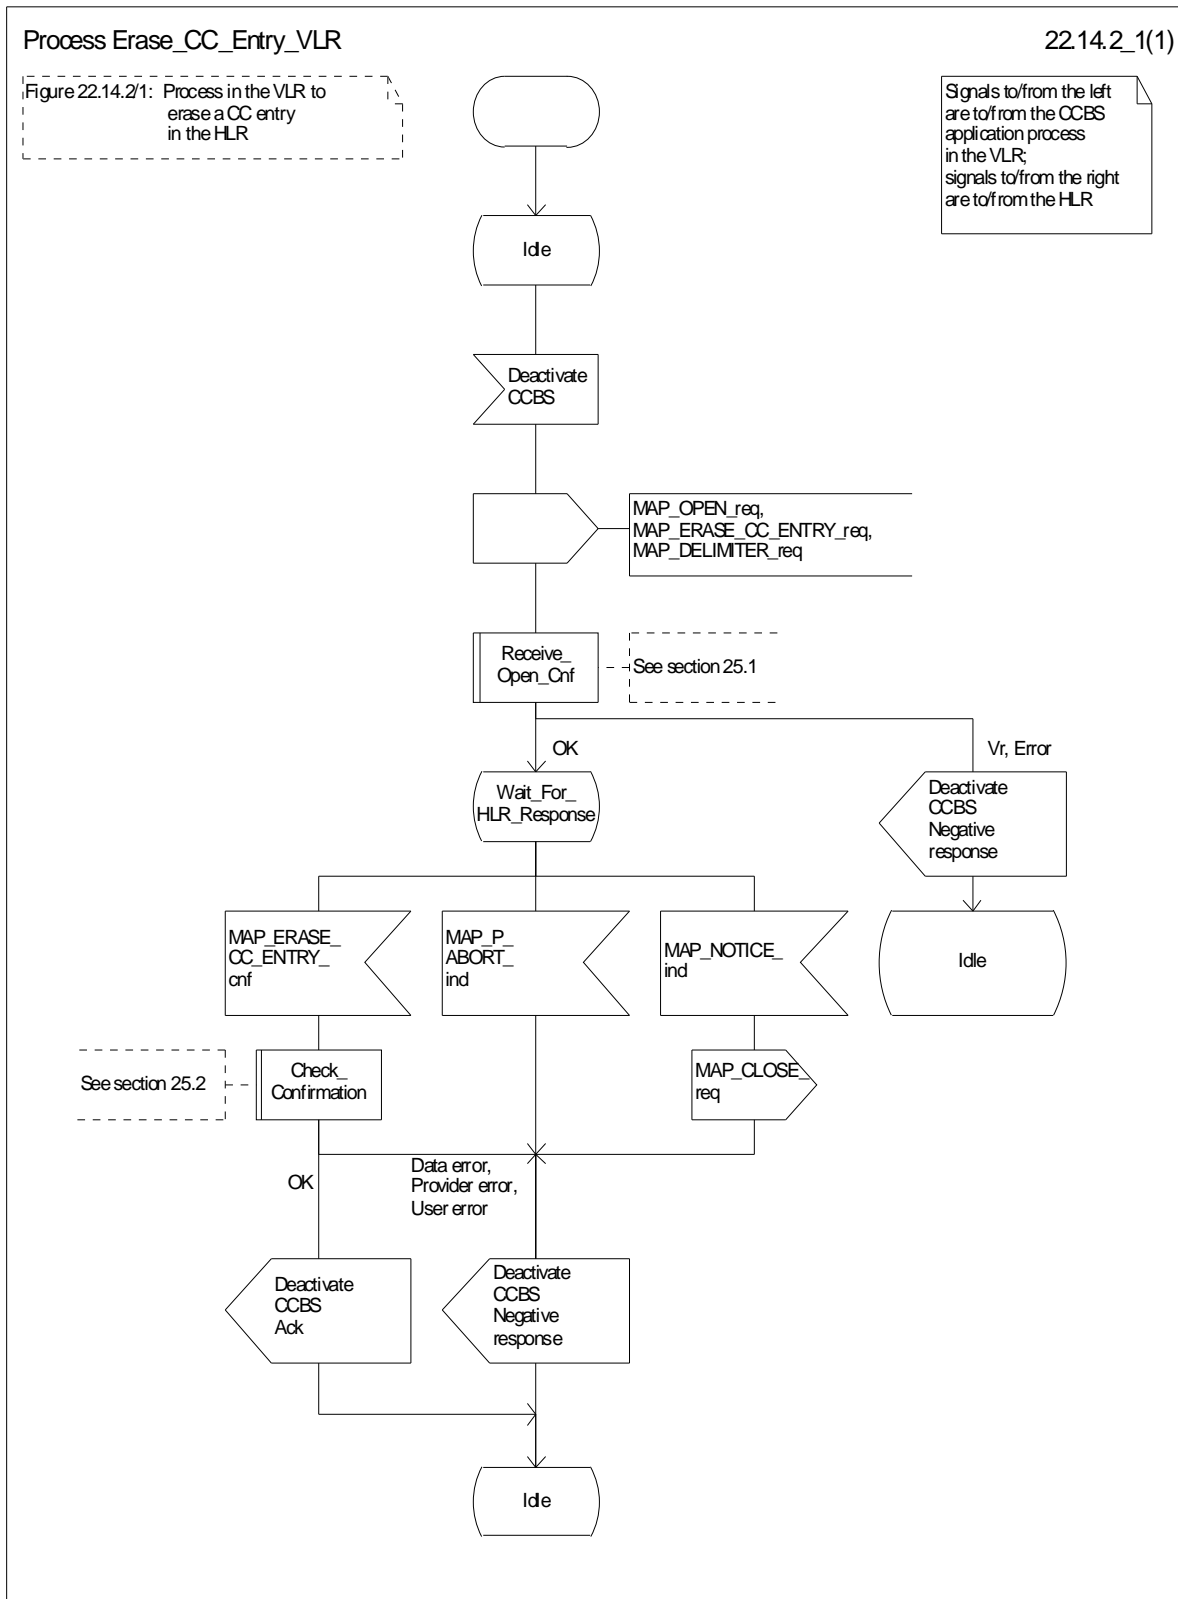 Process Erase_CC_Entry_VLR
22.14.2_1(1)
Figure 22.14.2/1: Process in the VLR to
erase a CC entry
in the HLR
Signals to/from the left
are to/from the CCBS
application process
in the VLR;
signals to/from the right
are to/from the HLR
Idle
Deactivate
CCBS
MAP_OPEN_req,
MAP_ERASE_CC_ENTRY_req,
MAP_DELIMITER_req
Receive_
Open_Cnf
See section 25.1
OK
Vr, Error
Wait_For_
HLR_Response
Deactivate
CCBS
Negative
response
MAP_ERASE_
CC_ENTRY_
cnf
MAP_P_
ABORT_
ind
MAP_NOTICE_
ind
Idle
See section 25.2
Check_
Confirmation
MAP_CLOSE_
req
OK
Data error,
Provider error,
User error
Deactivate
CCBS
Ack
Deactivate
CCBS
Negative
response
Idle